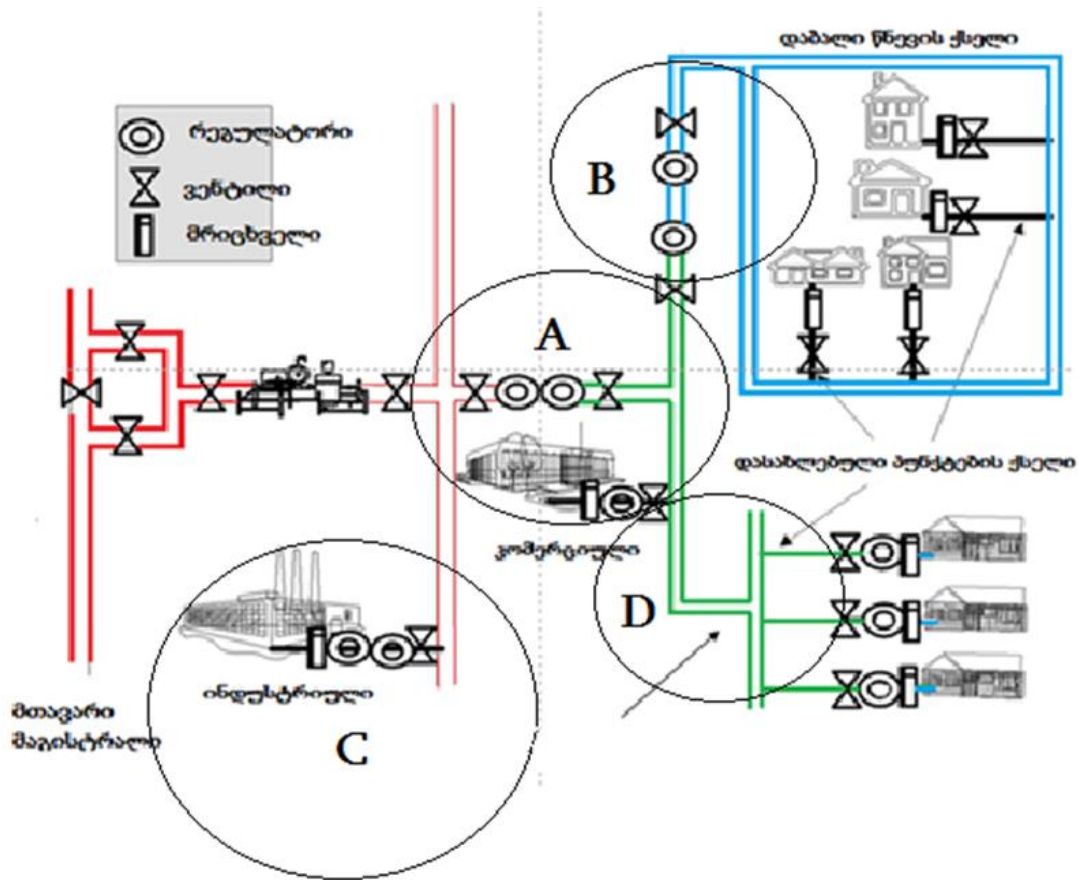 დაბალი წნევის ქსელი
რეგულატორი
ვენტილი
მრიცხველი
B
A
დასახლებული პუნქტების ქსელი
კომერციული
D
ინდუსტრიული
მთავარი
მაგისტრალი
C